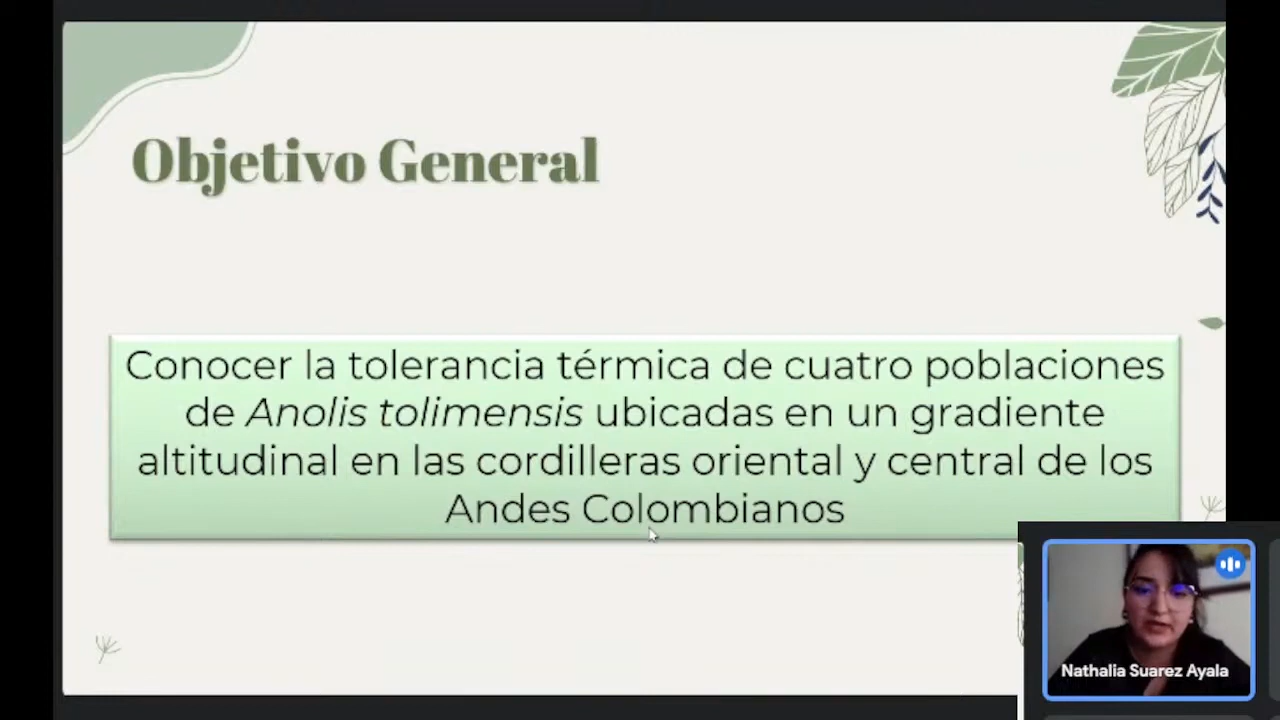 Objetivo General
Conocer la tolerancia térmica de cuatro poblaciones
de Anolis tolimensis ubicadas en un gradiente
altitudinal en las cordilleras oriental y central de los
Andes Colombianos
Nathalia Suarez Ayala